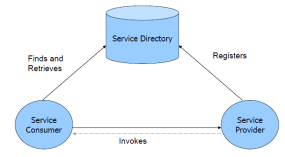 Service Directory
Finds and
Retrieves
Registers
Service
Consumer
Service
Provider
Invokes